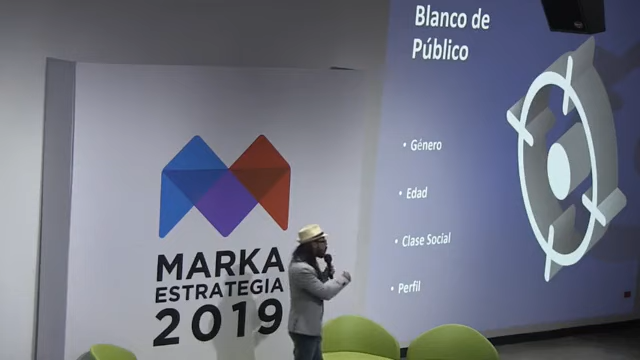 Blanco de
Público
• Género
• Edad
• Clase Social
• Perfil
MARKA
ESTRATEGIA
2019